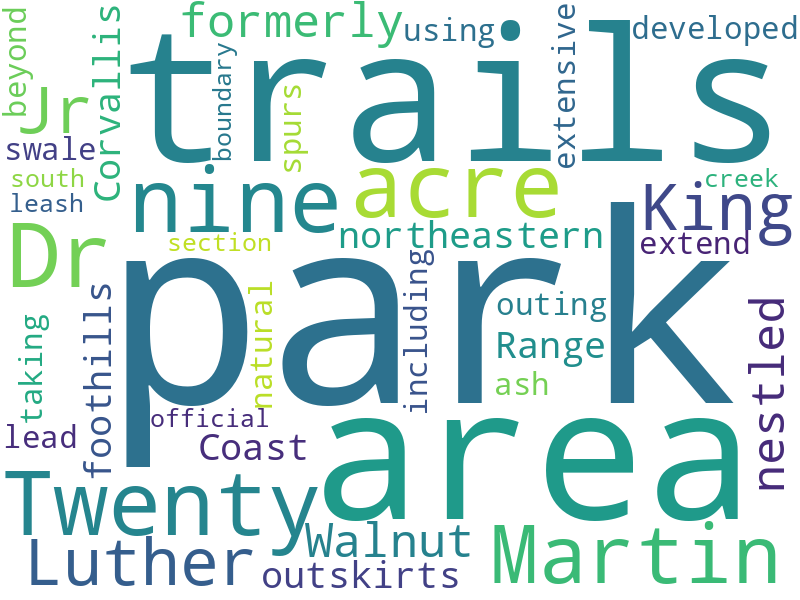 trails
formerly
using
developed
beyond
Jr
Corvallis
boundary
spurs
extensive
swale
south
leash
nine
acre
King
creek
Dr
section
northeastern
extend
park
including
outing
Range
ash
nestled
natural
foothills
taking
official
lead
Coast
area
Twenty
Walnut
Martin
Luther
outskirts